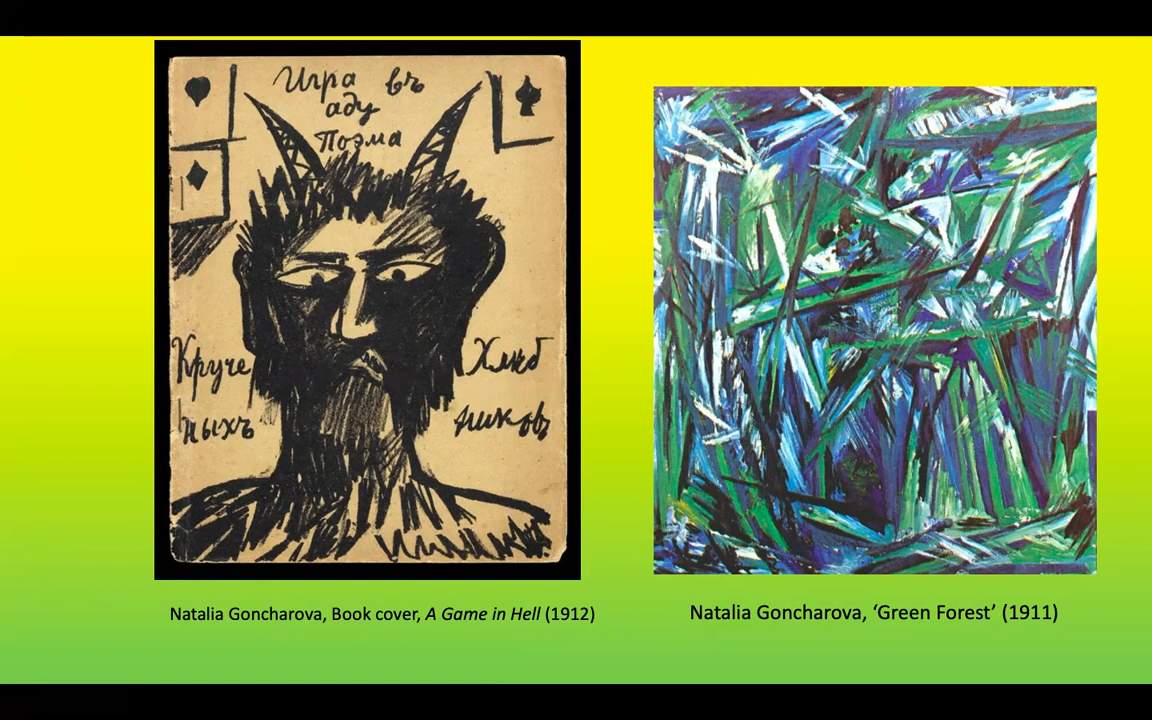 Игра въ
аду
поэма
Круче
ныхъ
Хлѣб
никовъ
Natalia Goncharova, Book cover, A Game in Hell (1912)
Natalia Goncharova, ‘Green Forest’ (1911)